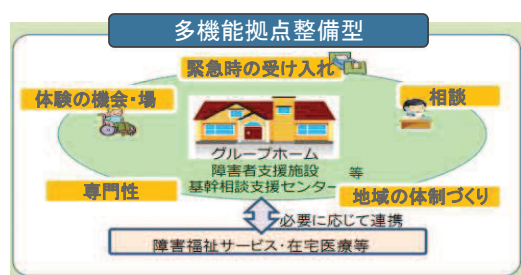 多機能拠点整備型
緊急時の受け入れ
体験の機会・場
相談
グループホーム
障害者支援施設 等
基幹相談支援センター
専門性
地域の体制づくり
必要に応じて連携
障害福祉サービス・在宅医療等